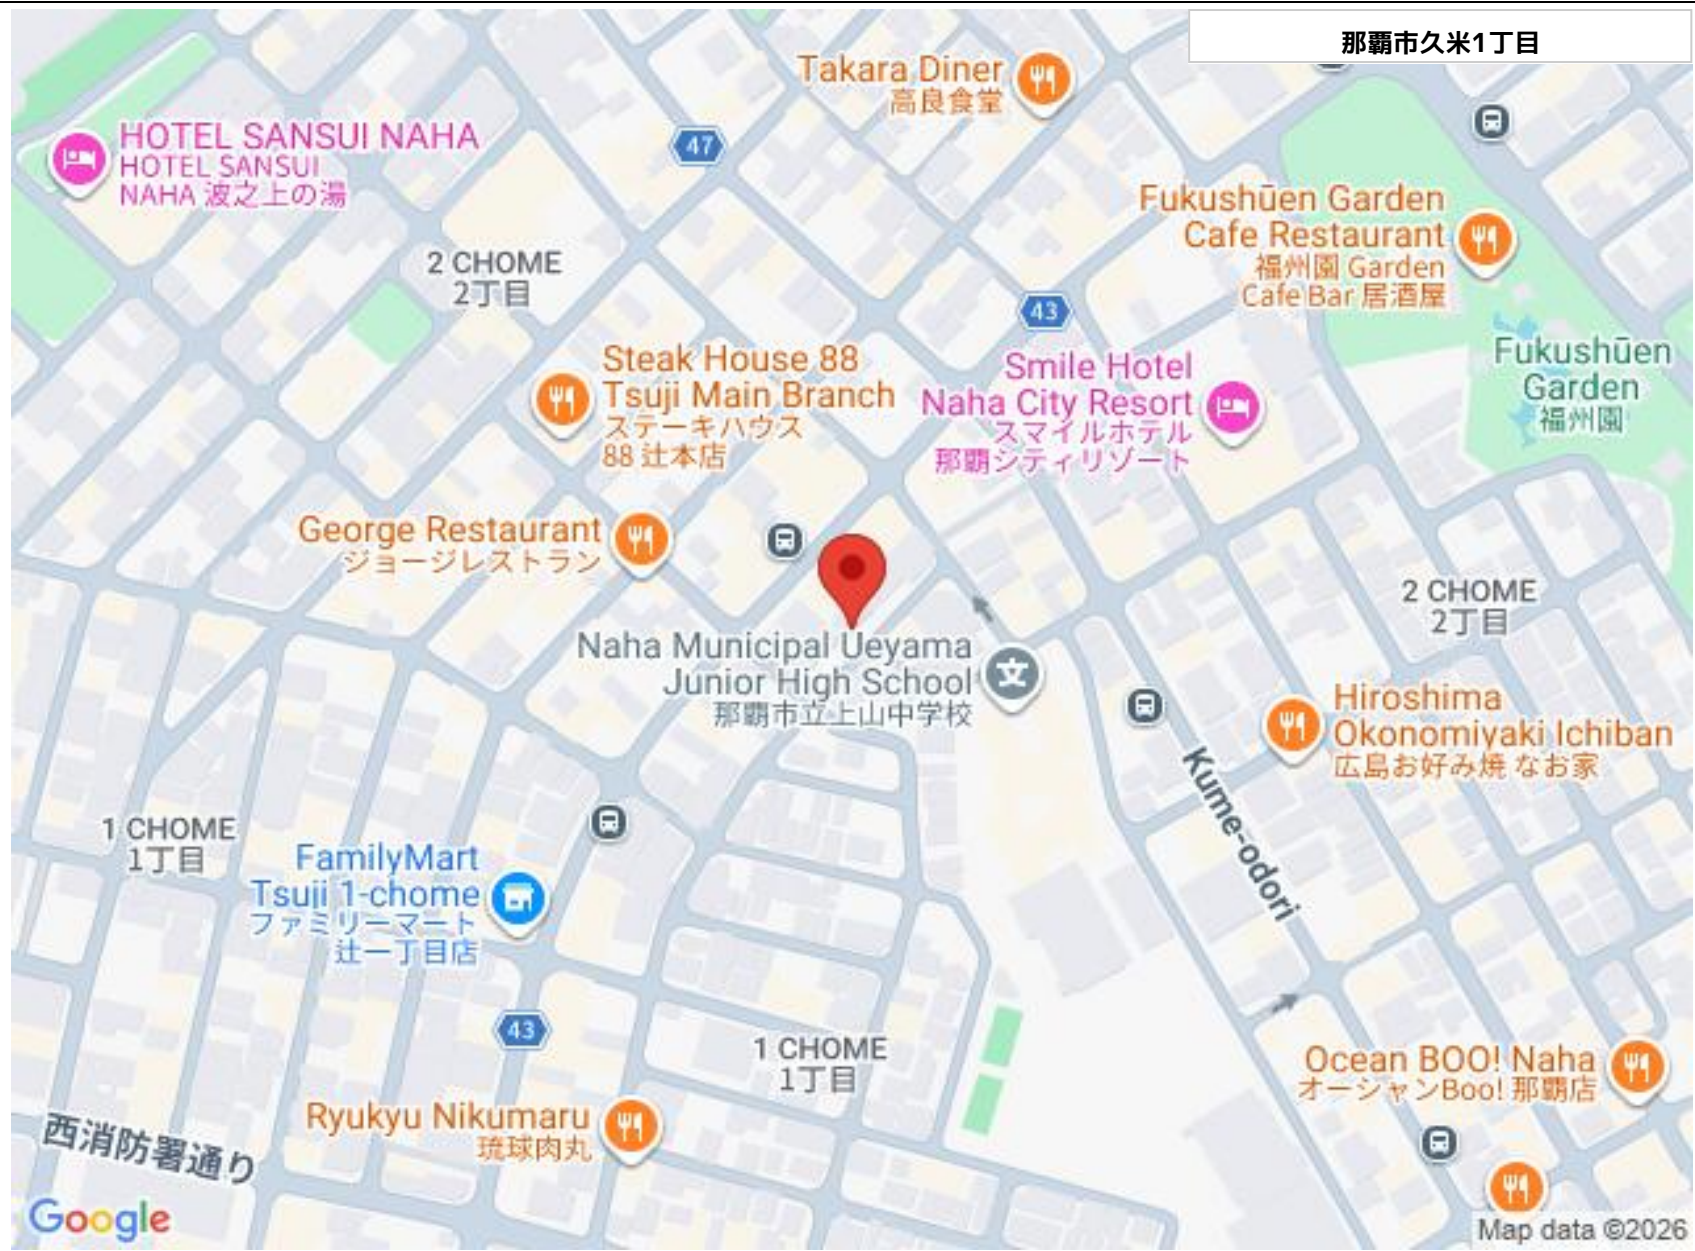 那覇市久米1丁目
Takara Diner
高良食堂
47
HOTEL SANSUI NAHA
HOTEL SANSUI
NAHA 波之上の湯
Fukushūen Garden
Cafe Restaurant
福州園 Garden
Cafe Bar 居酒屋
2 CHOME
2丁目
43
Fukushūen
Garden
福州園
Steak House 88
Tsuji Main Branch
ステーキハウス
88 辻本店
Smile Hotel
Naha City Resort
スマイルホテル
那覇シティリゾート
George Restaurant
ジョージレストラン
2 CHOME
2丁目
Naha Municipal Ueyama
Junior High School
那覇市立上山中学校
文
Hiroshima
Okonomiyaki Ichiban
広島お好み焼 なお家
Kume-odori
1 CHOME
1丁目
FamilyMart
Tsuji 1-chome
ファミリーマート
辻一丁目店
43
1 CHOME
1丁目
Ocean BOO! Naha
オーシャンBoo! 那覇店
Ryukyu Nikumaru
琉球肉丸
西消防署通り
Google
Map data ©2026